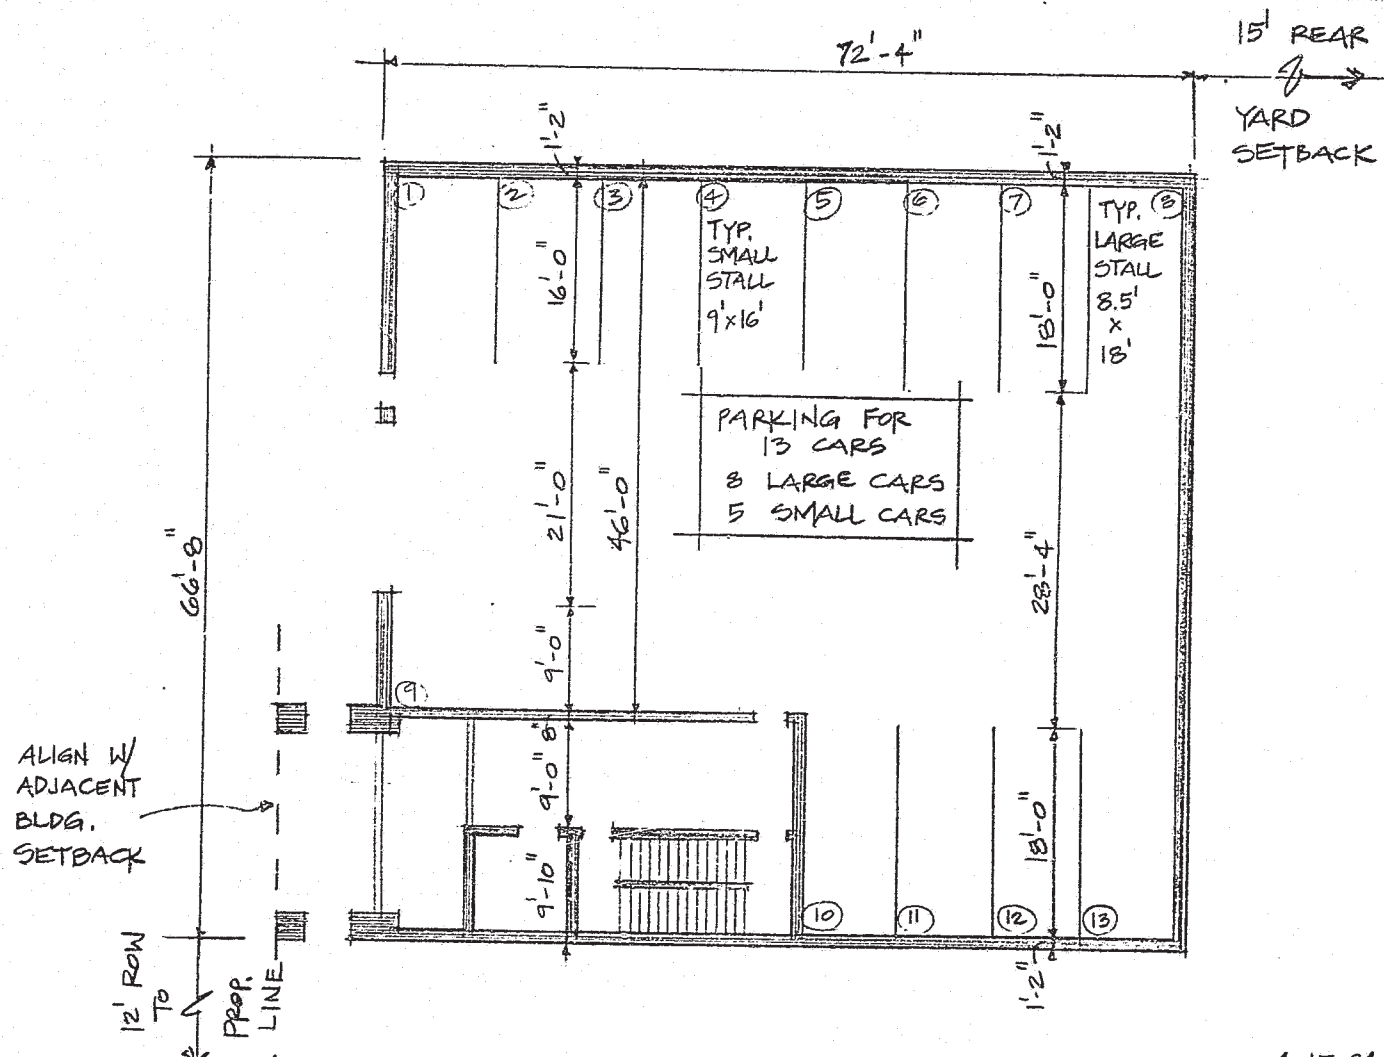 72'-4"
15' REAR
YARD
SETBACK
1'-2"
1'-2"
1
2
3
4
5
6
7
8
TYP.
SMALL
STALL
9'x16'
TYP.
LARGE
STALL
8.5'
x
18'
16'-0"
18'-0"
PARKING FOR
13 CARS
8 LARGE CARS
5 SMALL CARS
66'-8"
21'-0"
46'-0"
28'-4"
9'-0"
9
8"
9'-0"
9'-10"
18'-0"
ALIGN W/
ADJACENT
BLDG.
SETBACK
10
11
12
13
1'-2"
12' ROW
TO
PROP.
LINE